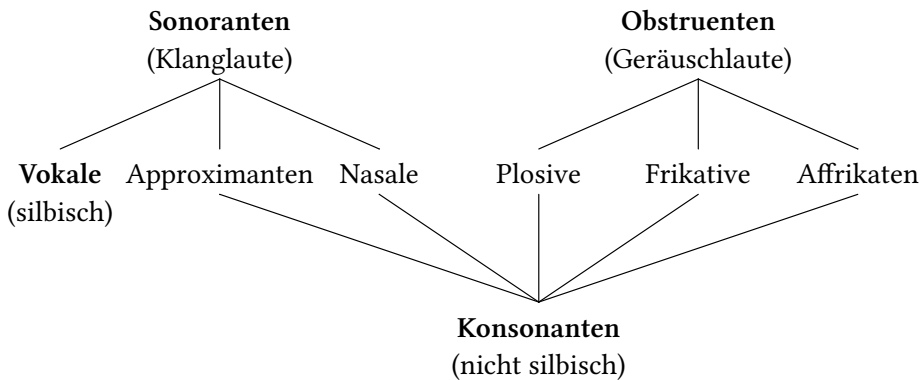 Sonoranten Obstruenten
(Klanglaute) (Geräuschlaute)
Vokale Approximanten Nasale Plosive Frikative Affrikaten
(silbisch)
Konsonanten
(nicht silbisch)